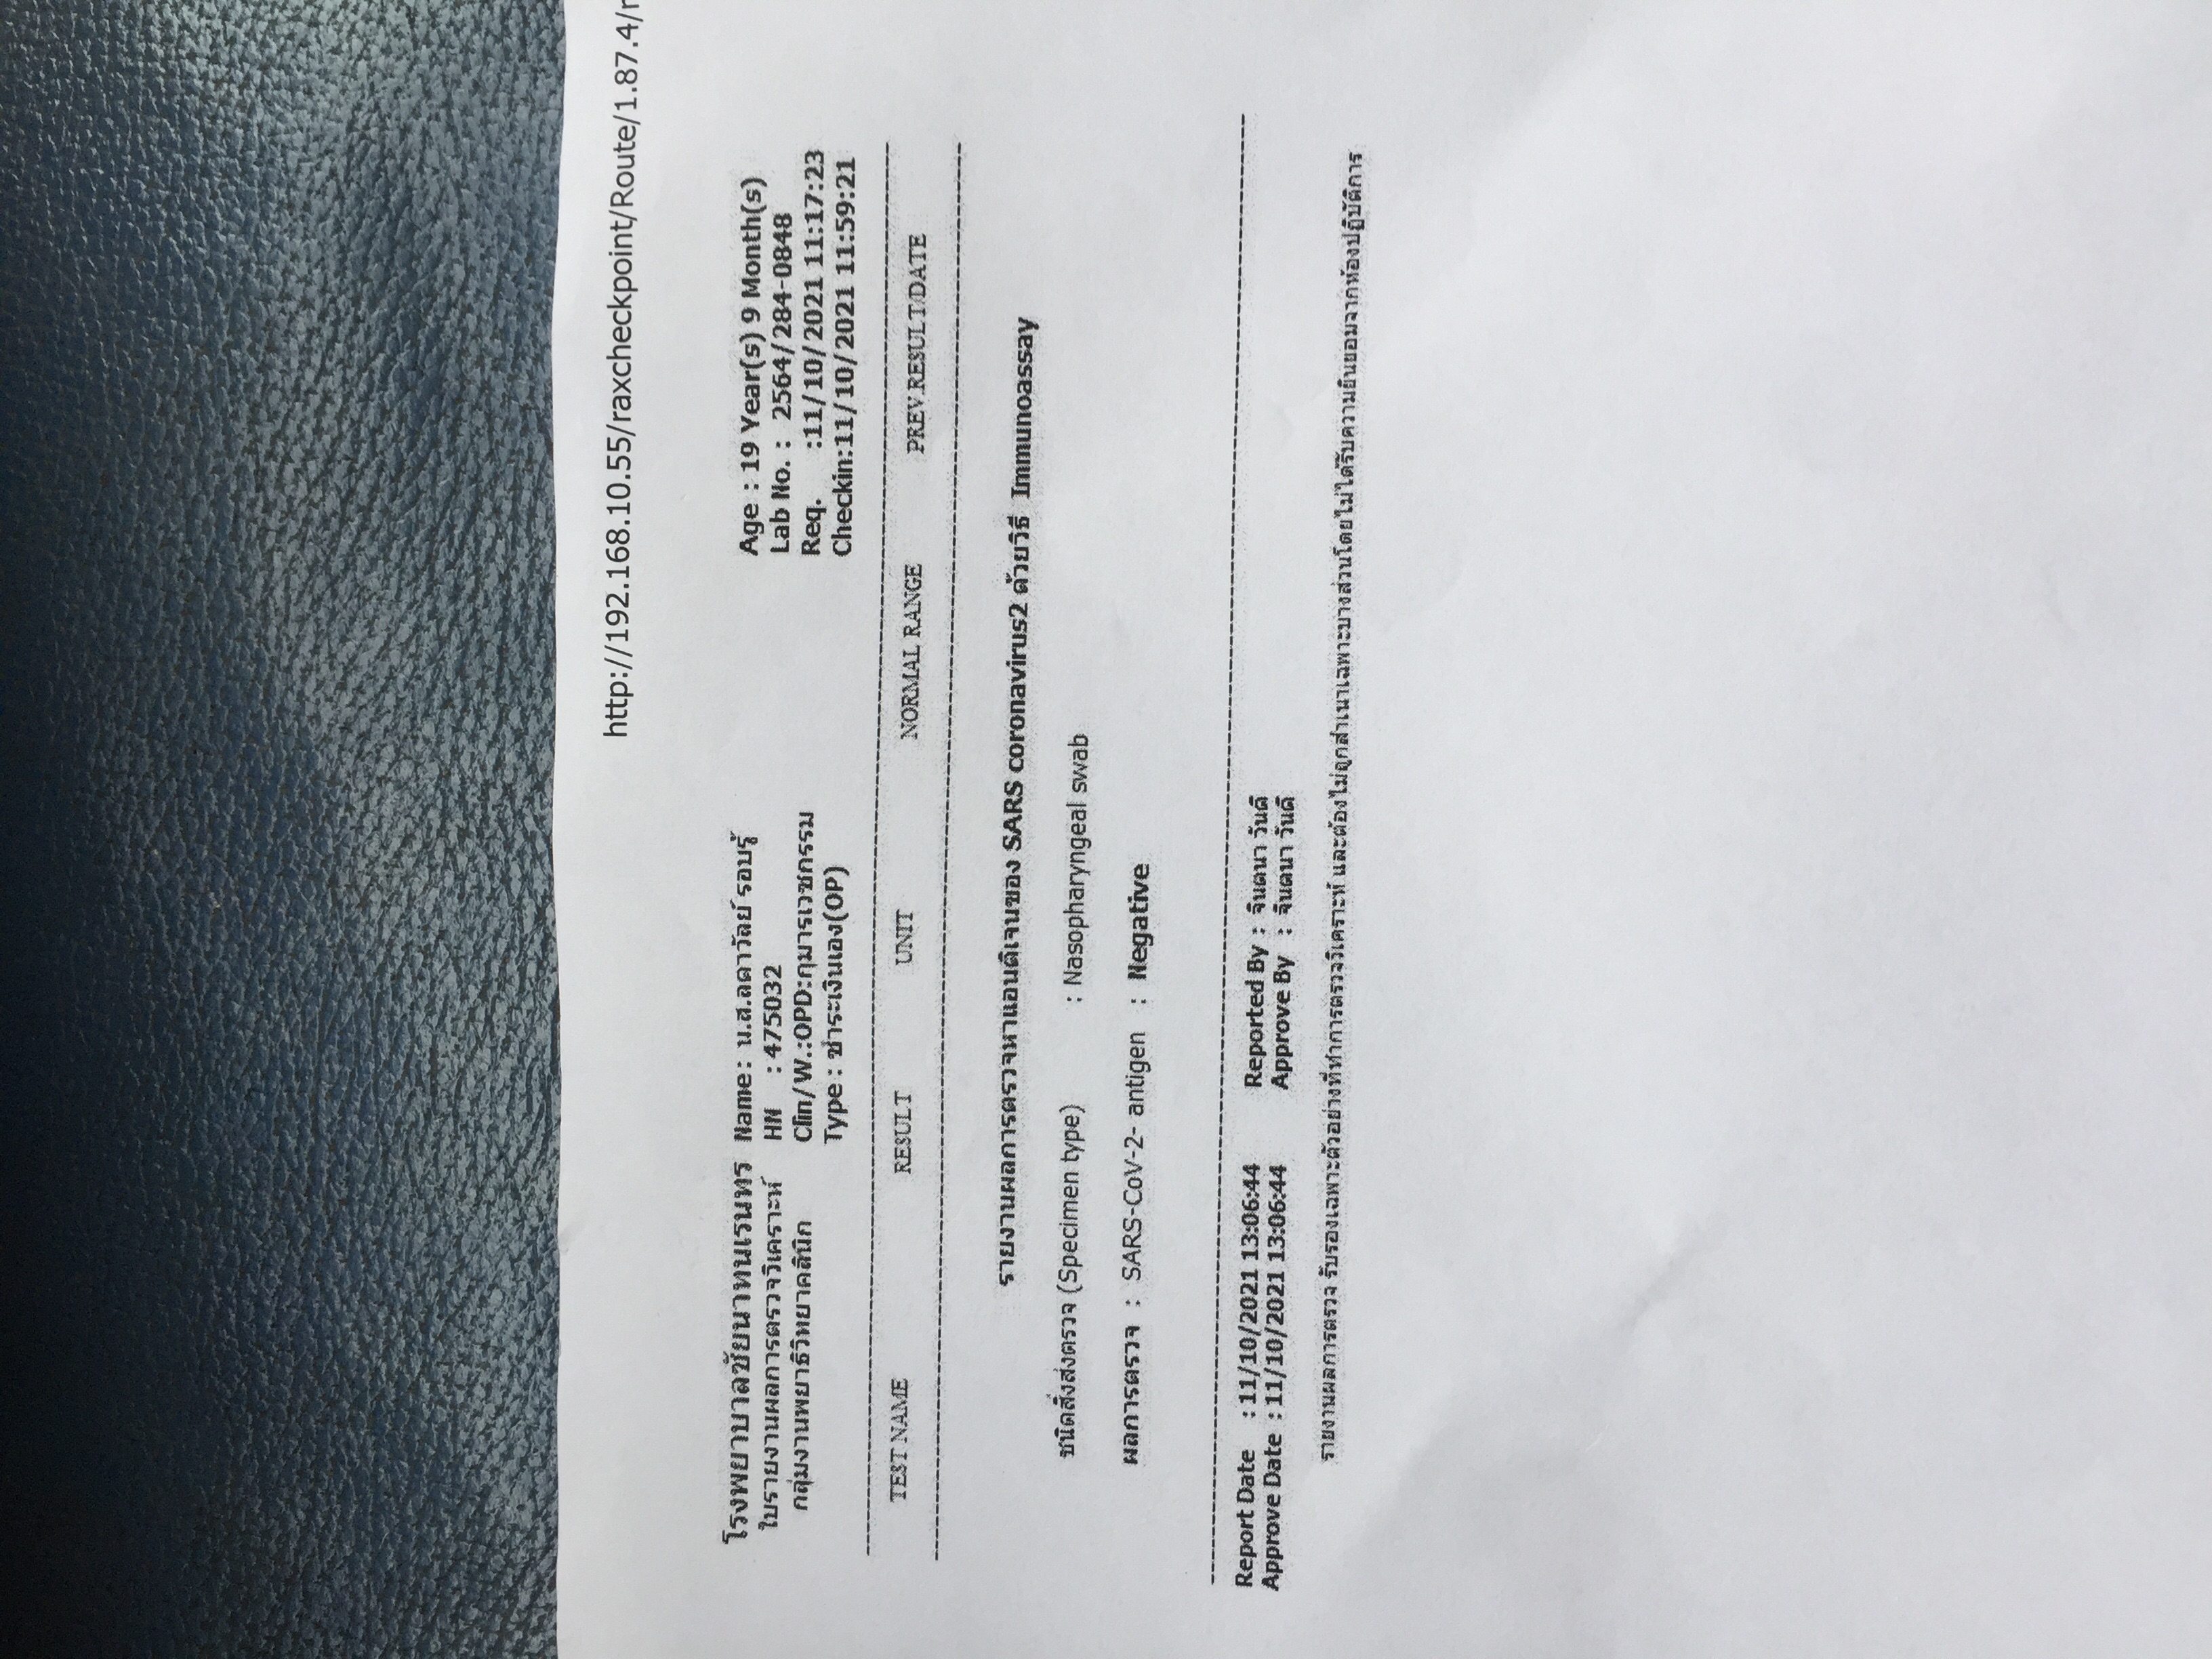 http://192.168.10.55/raxcheckpoint/Route/1.87.4/r
โรงพยาบาลชัยนาทนเรนทร Name : น.ส.ลดาวัลย์ รอบรู้ Age : 19 Year(s) 9 Month(s)
ใบรายงานผลการตรวจวิเคราะห์ HN : 475032 Lab No. : 2564/284-0848
กลุ่มงานพยาธิวิทยาคลินิก Clin/W.:OPD:กุมารเวชกรรม Req. :11/10/2021 11:17:23
Type : ชำระเงินเอง(OP) Checkin:11/10/2021 11:59:21
TEST NAME RESULT UNIT NORMAL RANGE PREV.RESULT/DATE
รายงานผลการตรวจหาแอนติเจนของ SARS coronavirus2 ด้วยวิธี Immunoassay
ชนิดสิ่งส่งตรวจ (Specimen type) : Nasopharyngeal swab
ผลการตรวจ : SARS-CoV-2- antigen : Negative
Report Date : 11/10/2021 13:06:44 Reported By : จินตนา วันดี
Approve Date : 11/10/2021 13:06:44 Approve By : จินตนา วันดี
รายงานผลการตรวจ รับรองเฉพาะตัวอย่างที่ทำการตรวจวิเคราะห์ และต้องไม่ถูกสำเนาเฉพาะบางส่วนโดยไม่ได้รับความยินยอมจากห้องปฏิบัติการ